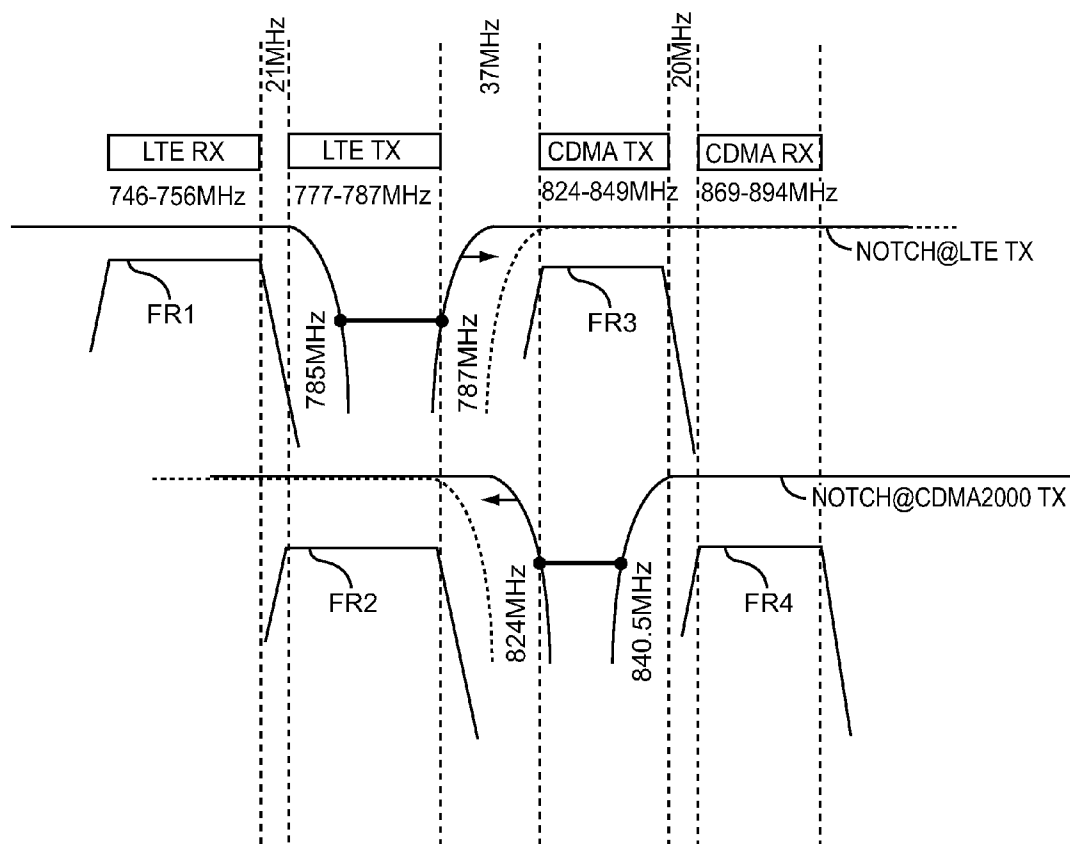 21MHz
37MHz
20MHz
LTE RX
LTE TX
CDMA TX
CDMA RX
746-756MHz
777-787MHz
824-849MHz
869-894MHz
NOTCH@LTE TX
FR1
FR3
785MHz
787MHz
NOTCH@CDMA2000 TX
FR2
FR4
824MHz
840.5MHz